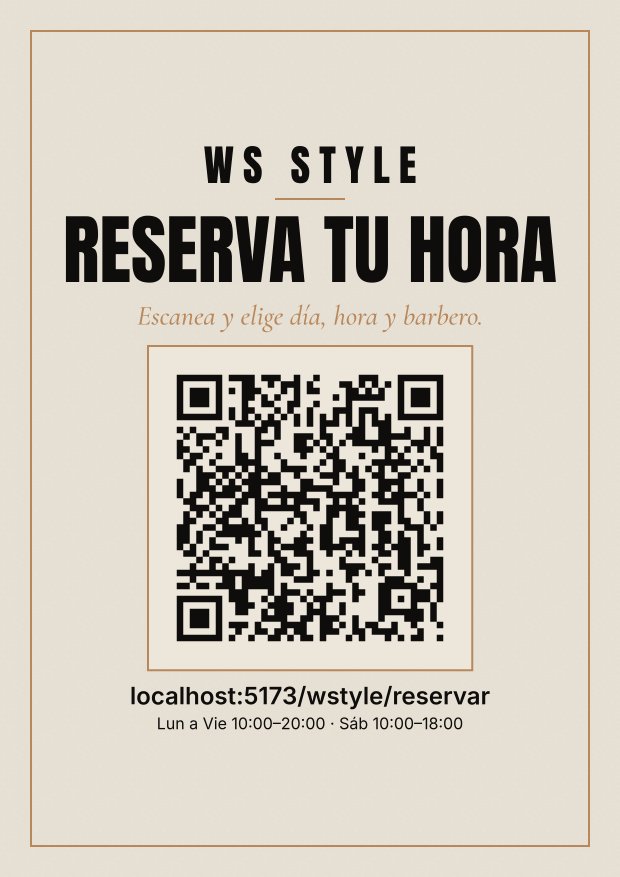 WS STYLE
RESERVA TU HORA
Escanea y elige día, hora y barbero.
localhost:5173/wstyle/reservar
Lun a Vie 10:00–20:00 · Sáb 10:00–18:00